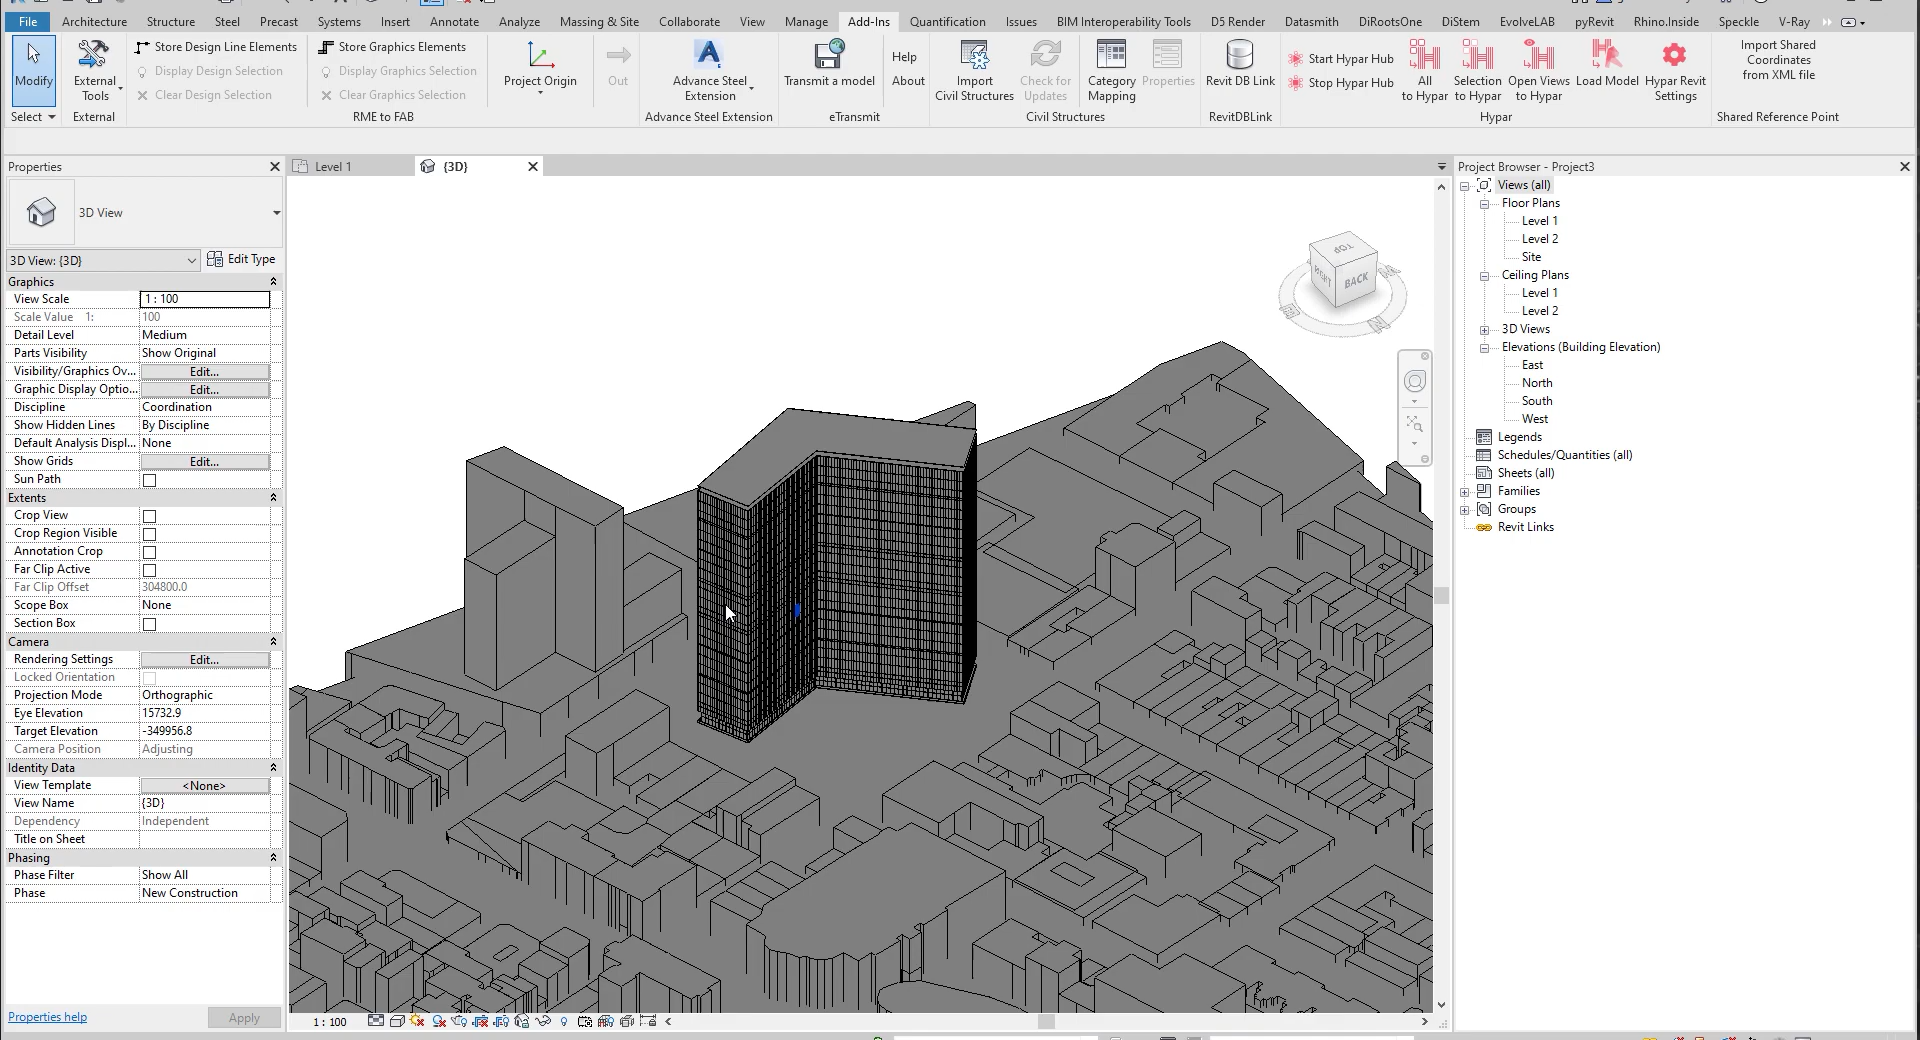 File Architecture Structure Steel Precast Systems Insert Annotate Analyze Massing & Site Collaborate View Manage Add-Ins Quantification Issues BIM Interoperability Tools D5 Render Datasmith DiRootsOne DiStem EvolveLAB pyRevit Rhino.Inside Speckle V-Ray
Modify
Select
External Tools
External
Store Design Line Elements
Display Design Selection
Clear Design Selection
Store Graphics Elements
Display Graphics Selection
Clear Graphics Selection
RME to FAB
Project Origin
Out
Advance Steel
Extension
Advance Steel Extension
Transmit a model
Help
About
eTransmit
Import
Civil Structures
Check for
Updates
Category
Mapping
Properties
Civil Structures
Revit DB Link
RevitDBLink
Start Hypar Hub
Stop Hypar Hub
All
to Hypar
Selection
to Hypar
Open Views
to Hypar
Load Model
Hypar Revit
Settings
Hypar
Import Shared
Coordinates
from XML file
Shared Reference Point
Properties
3D View
3D View: {3D}
Edit Type
Graphics
View Scale 1 : 100
Scale Value 1: 100
Detail Level Medium
Parts Visibility Show Original
Visibility/Graphics Ov... Edit...
Graphic Display Optio... Edit...
Discipline Coordination
Show Hidden Lines By Discipline
Default Analysis Displ... None
Show Grids Edit...
Sun Path
Extents
Crop View
Crop Region Visible
Annotation Crop
Far Clip Active
Far Clip Offset 304800.0
Scope Box None
Section Box
Camera
Rendering Settings Edit...
Locked Orientation
Projection Mode Orthographic
Eye Elevation 15732.9
Target Elevation -349956.8
Camera Position Adjusting
Identity Data
View Template <None>
View Name {3D}
Dependency Independent
Title on Sheet
Phasing
Phase Filter Show All
Phase New Construction
Properties help
Apply
Level 1
{3D}
TOP
RIGHT
BACK
E
N
1 : 100
Project Browser - Project3
Views (all)
Floor Plans
Level 1
Level 2
Site
Ceiling Plans
Level 1
Level 2
3D Views
Elevations (Building Elevation)
East
North
South
West
Legends
Schedules/Quantities (all)
Sheets (all)
Families
Groups
Revit Links